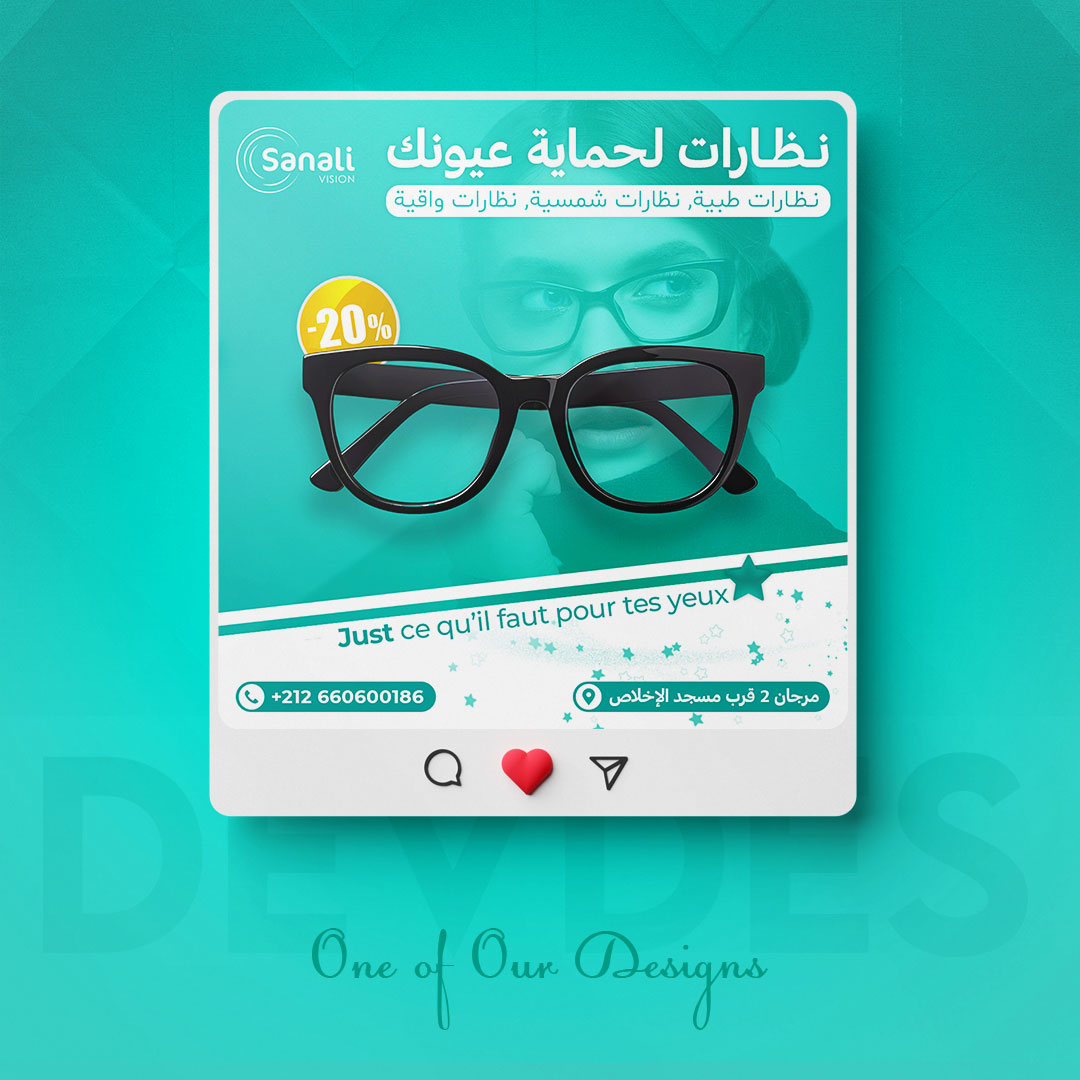 Sanali
VISION
نظارات لحماية عيونك
نظارات طبية, نظارات شمسية, نظارات واقية
-20%
Just ce qu'il faut pour tes yeux
+212 660600186
مرجان 2 قرب مسجد الإخلاص
DEVDES
One of Our Designs